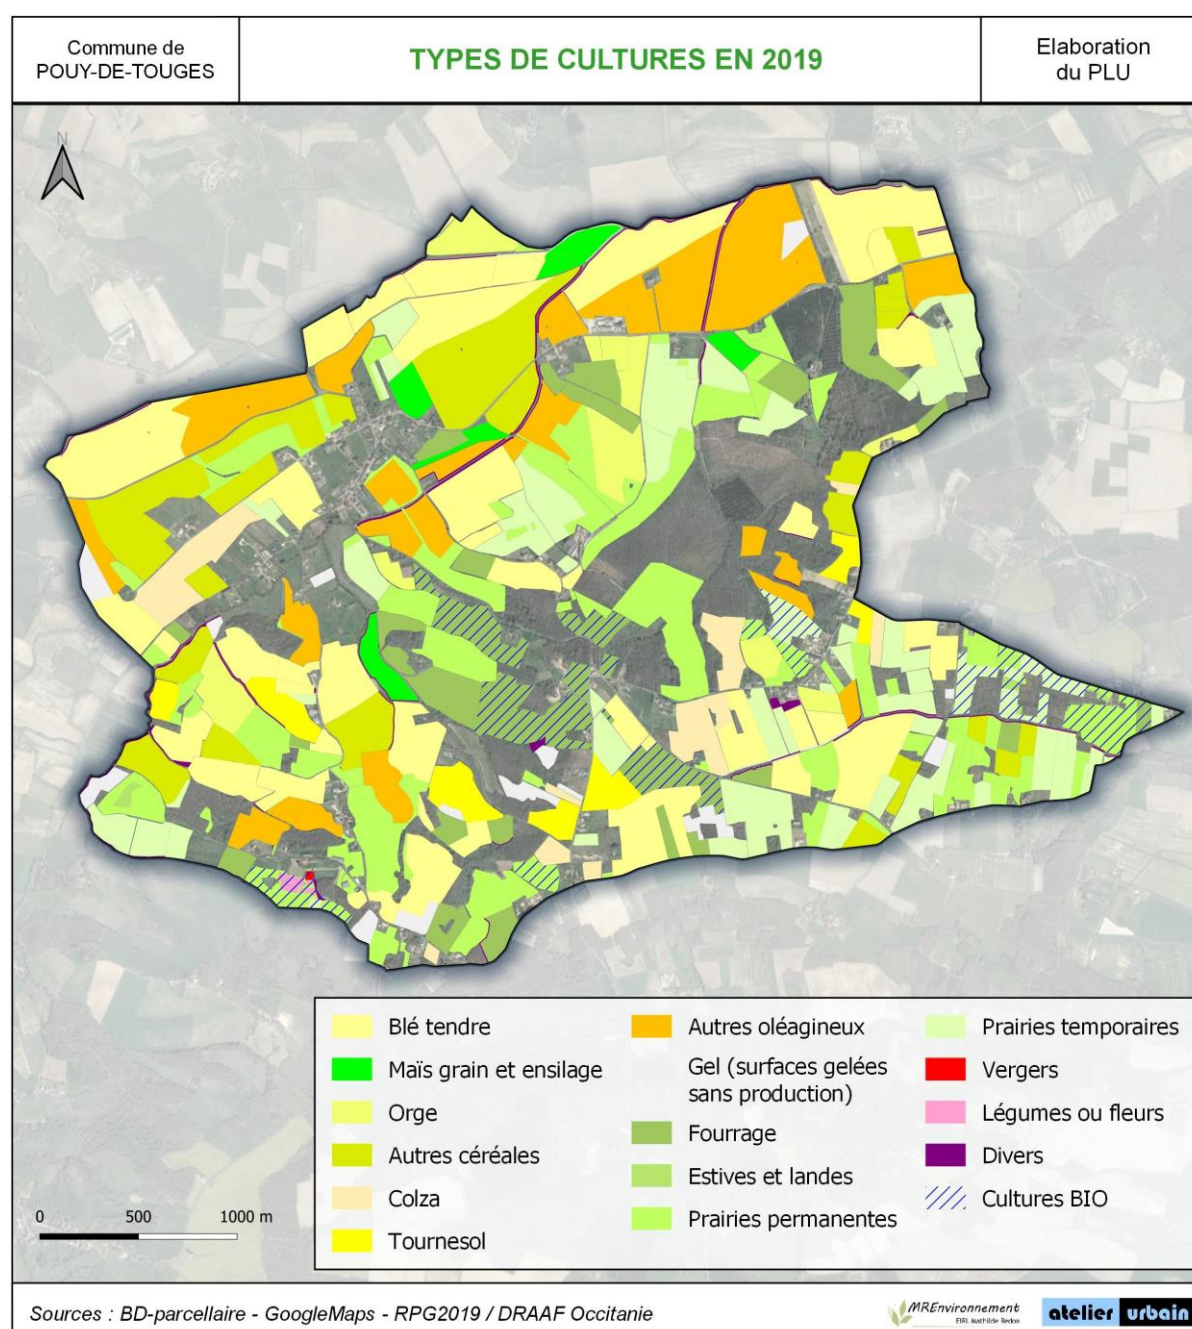 Commune de
POUY-DE-TOUGES
TYPES DE CULTURES EN 2019
Elaboration
du PLU
N
Blé tendre
Maïs grain et ensilage
Orge
Autres céréales
Colza
Tournesol
Autres oléagineux
Gel (surfaces gelées
sans production)
Fourrage
Estives et landes
Prairies permanentes
Prairies temporaires
Vergers
Légumes ou fleurs
Divers
Cultures BIO
0 500 1000 m
Sources : BD-parcellaire - GoogleMaps - RPG2019 / DRAAF Occitanie
MREnvironnement
EIRL Mathilde Redon
atelier urbain